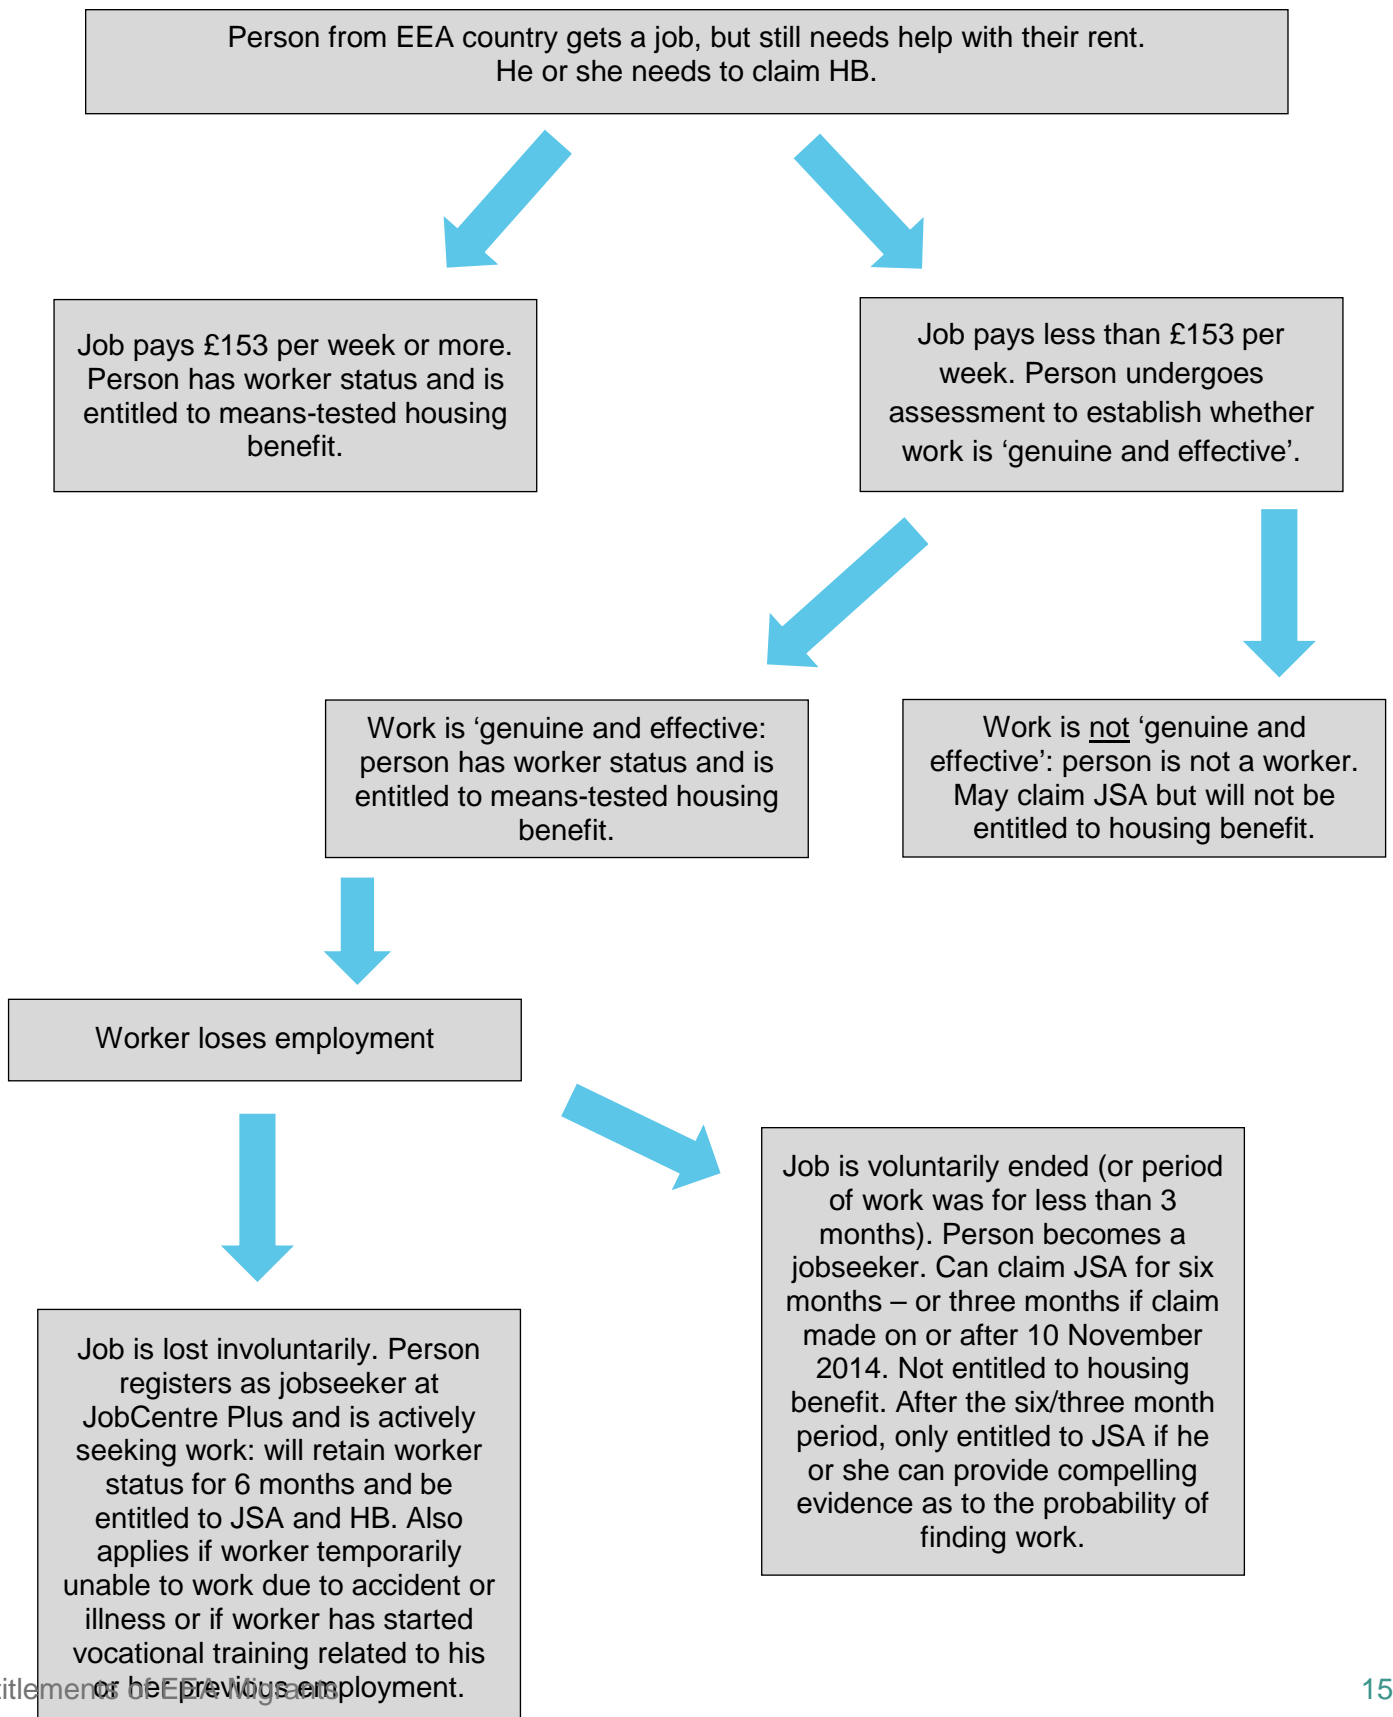 Person from EEA country gets a job, but still needs help with their rent.
He or she needs to claim HB.
Job pays £153 per week or more.
Person has worker status and is
entitled to means-tested housing
benefit.
Job pays less than £153 per
week. Person undergoes
assessment to establish whether
work is ‘genuine and effective’.
Work is ‘genuine and effective:
person has worker status and is
entitled to means-tested housing
benefit.
Work is not ‘genuine and
effective’: person is not a worker.
May claim JSA but will not be
entitled to housing benefit.
Worker loses employment
Job is voluntarily ended (or period
of work was for less than 3
months). Person becomes a
jobseeker. Can claim JSA for six
months – or three months if claim
made on or after 10 November
2014. Not entitled to housing
benefit. After the six/three month
period, only entitled to JSA if he
or she can provide compelling
evidence as to the probability of
finding work.
Job is lost involuntarily. Person
registers as jobseeker at
JobCentre Plus and is actively
seeking work: will retain worker
status for 6 months and be
entitled to JSA and HB. Also
applies if worker temporarily
unable to work due to accident or
illness or if worker has started
vocational training related to his
or her previous employment.
titlements of EEA Migrants
15